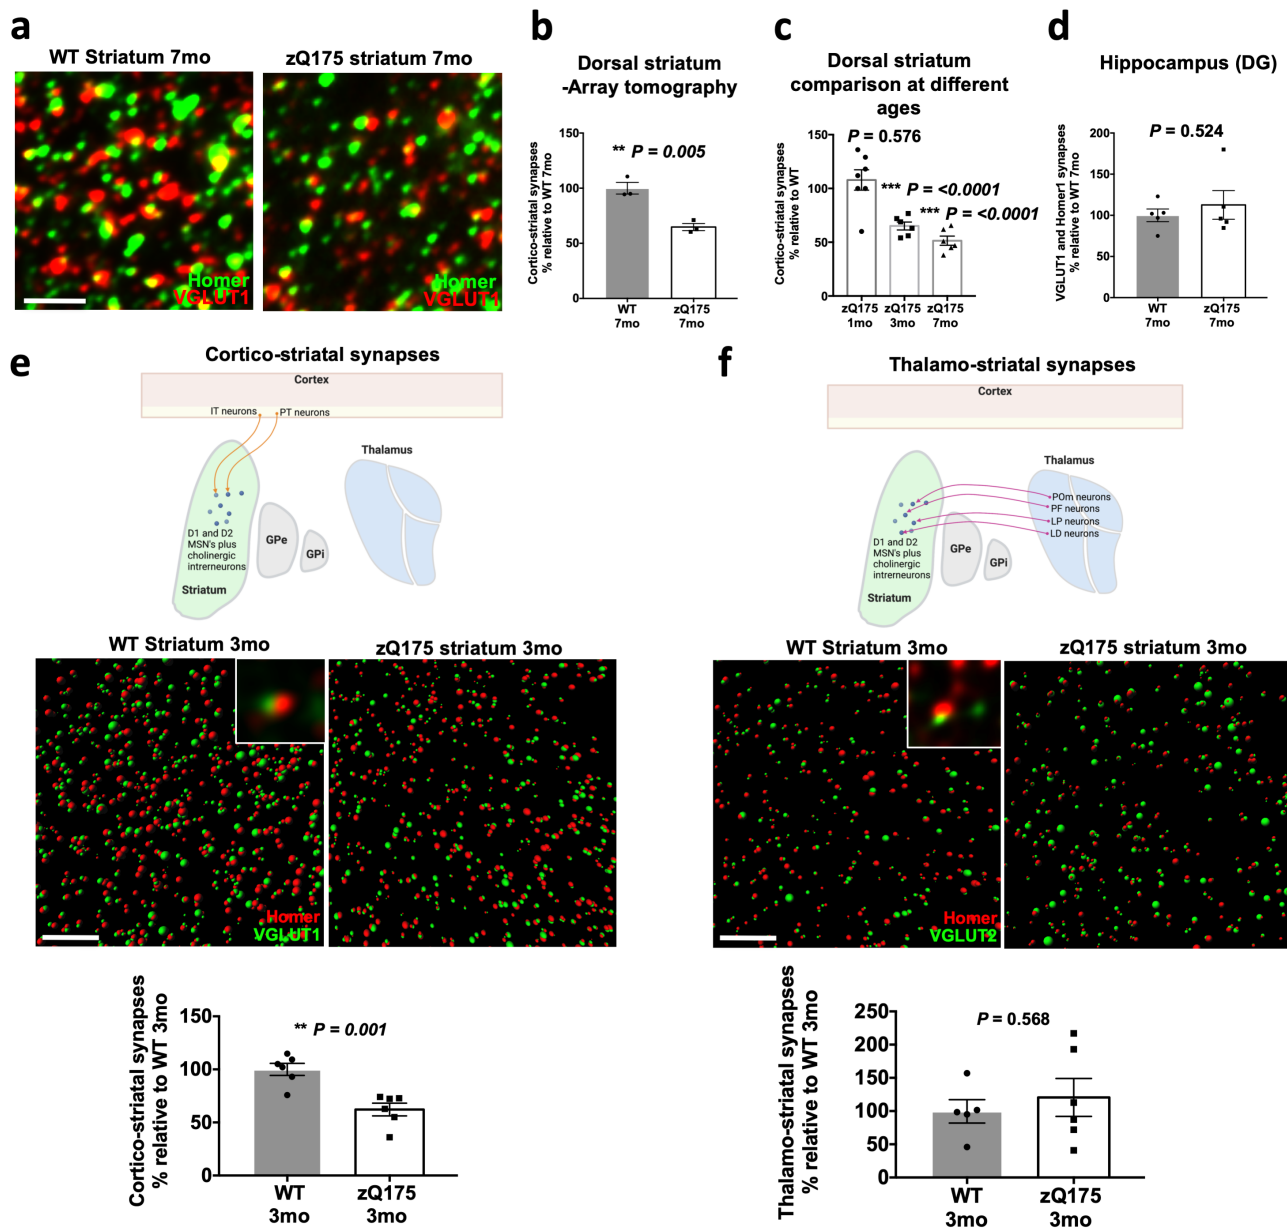 a
WT Striatum 7mo
zQ175 striatum 7mo
Homer
VGLUT1
Homer
VGLUT1
b
Dorsal striatum
-Array tomography
Cortico-striatal synapses
% relative to WT 7mo
150
100
50
0
** P = 0.005
WT
7mo
zQ175
7mo
c
Dorsal striatum
comparison at different
ages
Cortico-striatal synapses
% relative to WT
150
100
50
0
P = 0.576
*** P = <0.0001
*** P = <0.0001
zQ175
1mo
zQ175
3mo
zQ175
7mo
d
Hippocampus (DG)
VGLUT1 and Homer1 synapses
% relative to WT 7mo
200
150
100
50
0
P = 0.524
WT
7mo
zQ175
7mo
e
Cortico-striatal synapses
Cortex
IT neurons
PT neurons
Thalamus
D1 and D2
MSN's plus
cholinergic
intrerneurons
Striatum
GPe
GPi
WT Striatum 3mo
zQ175 striatum 3mo
Homer
VGLUT1
Cortico-striatal synapses
% relative to WT 3mo
150
100
50
0
** P = 0.001
WT
3mo
zQ175
3mo
f
Thalamo-striatal synapses
Cortex
Thalamus
POm neurons
PF neurons
LP neurons
LD neurons
D1 and D2
MSN's plus
cholinergic
intrerneurons
Striatum
GPe
GPi
WT Striatum 3mo
zQ175 striatum 3mo
Homer
VGLUT2
Thalamo-striatal synapses
% relative to WT 3mo
250
200
150
100
50
0
P = 0.568
WT
3mo
zQ175
3mo